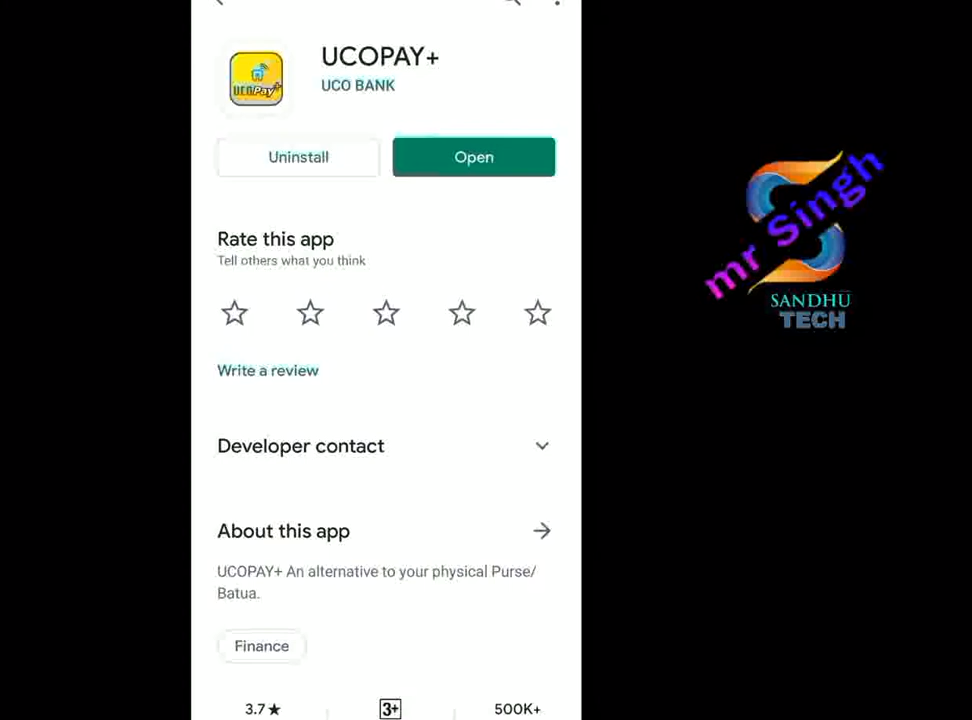 UCOPAY+
UCO BANK
UCOPay+
Uninstall
Open
Rate this app
Tell others what you think
Write a review
Developer contact
About this app
UCOPAY+ An alternative to your physical Purse/
Batua.
Finance
3.7★
3+
500K+
mr Singh
SANDHU
TECH